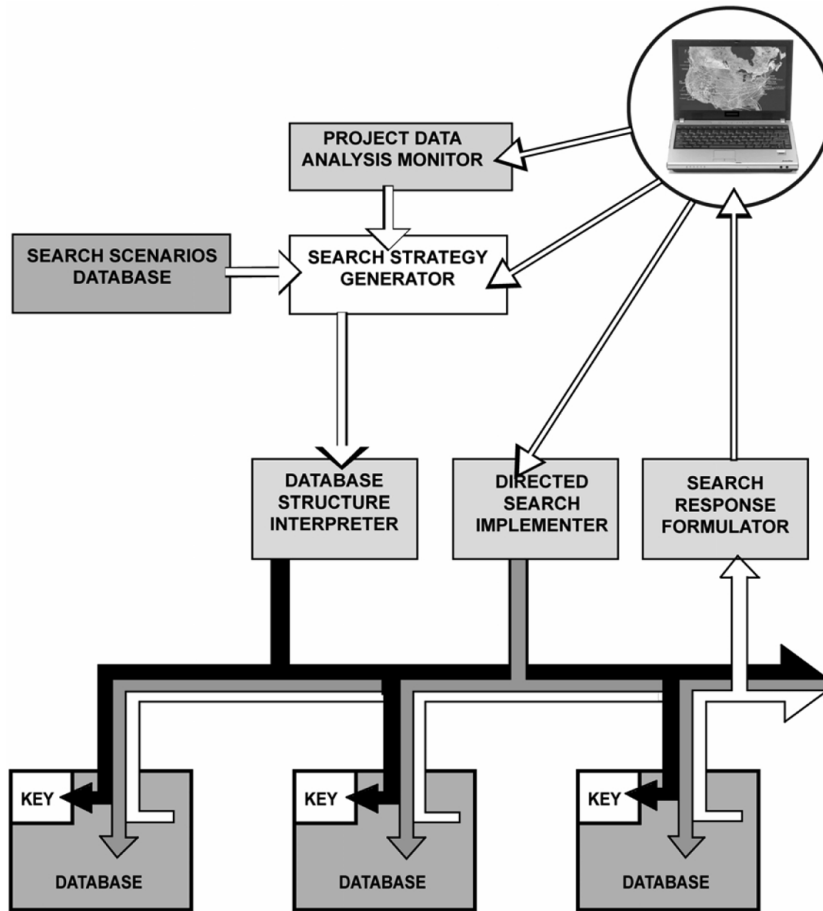 PROJECT DATA
ANALYSIS MONITOR
SEARCH SCENARIOS
DATABASE
SEARCH STRATEGY
GENERATOR
DATABASE
STRUCTURE
INTERPRETER
DIRECTED
SEARCH
IMPLEMENTER
SEARCH
RESPONSE
FORMULATOR
KEY
DATABASE
KEY
DATABASE
KEY
DATABASE